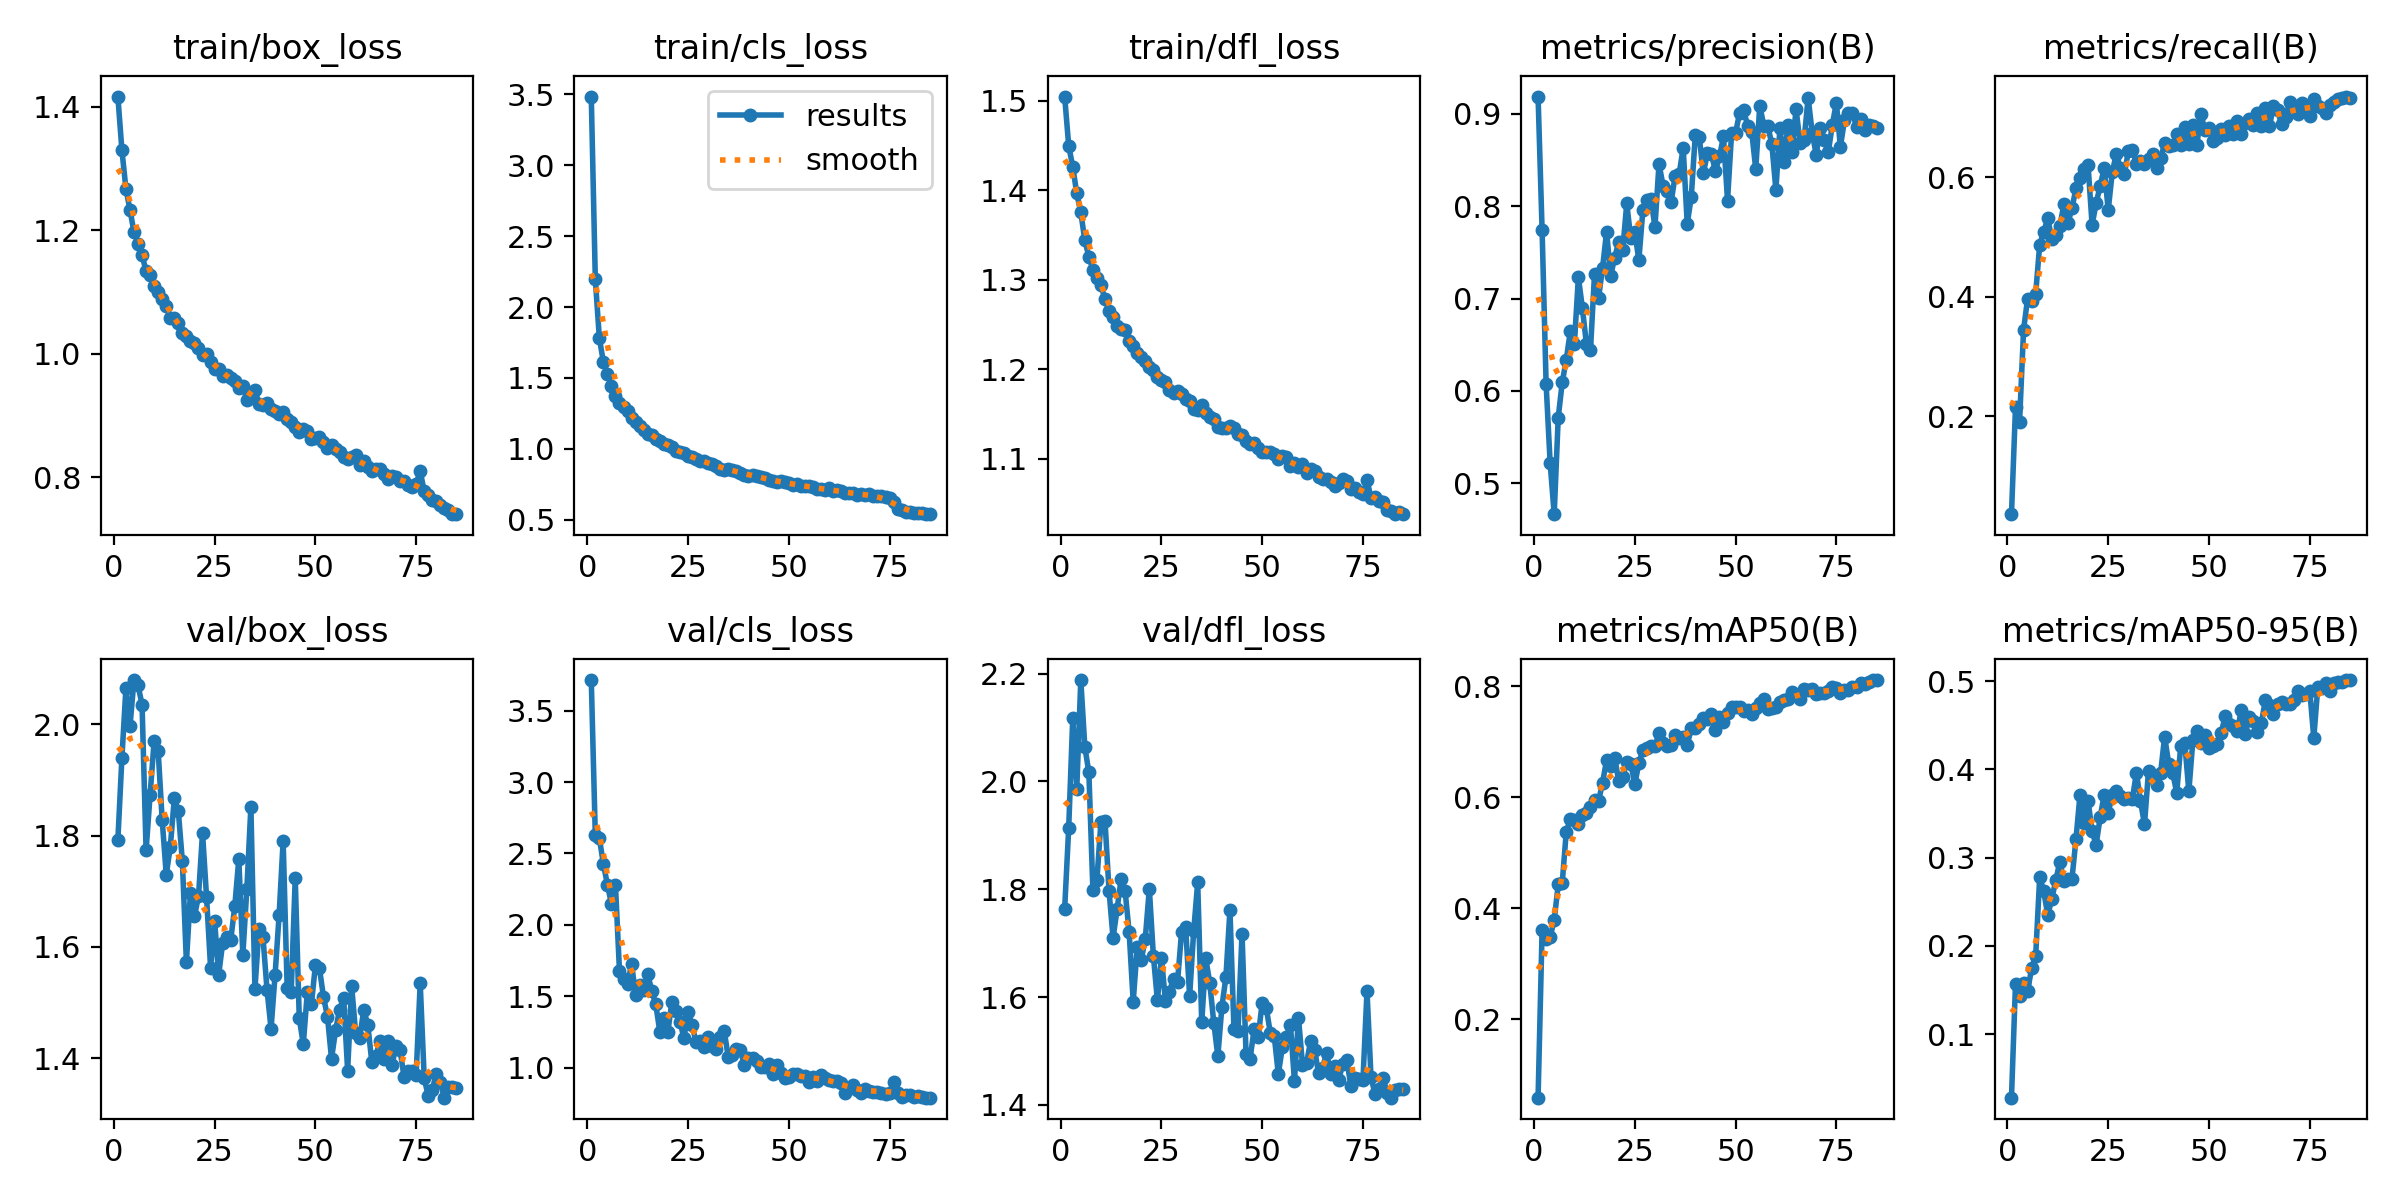 train/box_loss
1.4
1.2
1.0
0.8
0 25 50 75
train/cls_loss
results
smooth
3.5
3.0
2.5
2.0
1.5
1.0
0.5
0 25 50 75
train/dfl_loss
1.5
1.4
1.3
1.2
1.1
0 25 50 75
metrics/precision(B)
0.9
0.8
0.7
0.6
0.5
0 25 50 75
metrics/recall(B)
0.6
0.4
0.2
0 25 50 75
val/box_loss
2.0
1.8
1.6
1.4
0 25 50 75
val/cls_loss
3.5
3.0
2.5
2.0
1.5
1.0
0 25 50 75
val/dfl_loss
2.2
2.0
1.8
1.6
1.4
0 25 50 75
metrics/mAP50(B)
0.8
0.6
0.4
0.2
0 25 50 75
metrics/mAP50-95(B)
0.5
0.4
0.3
0.2
0.1
0 25 50 75